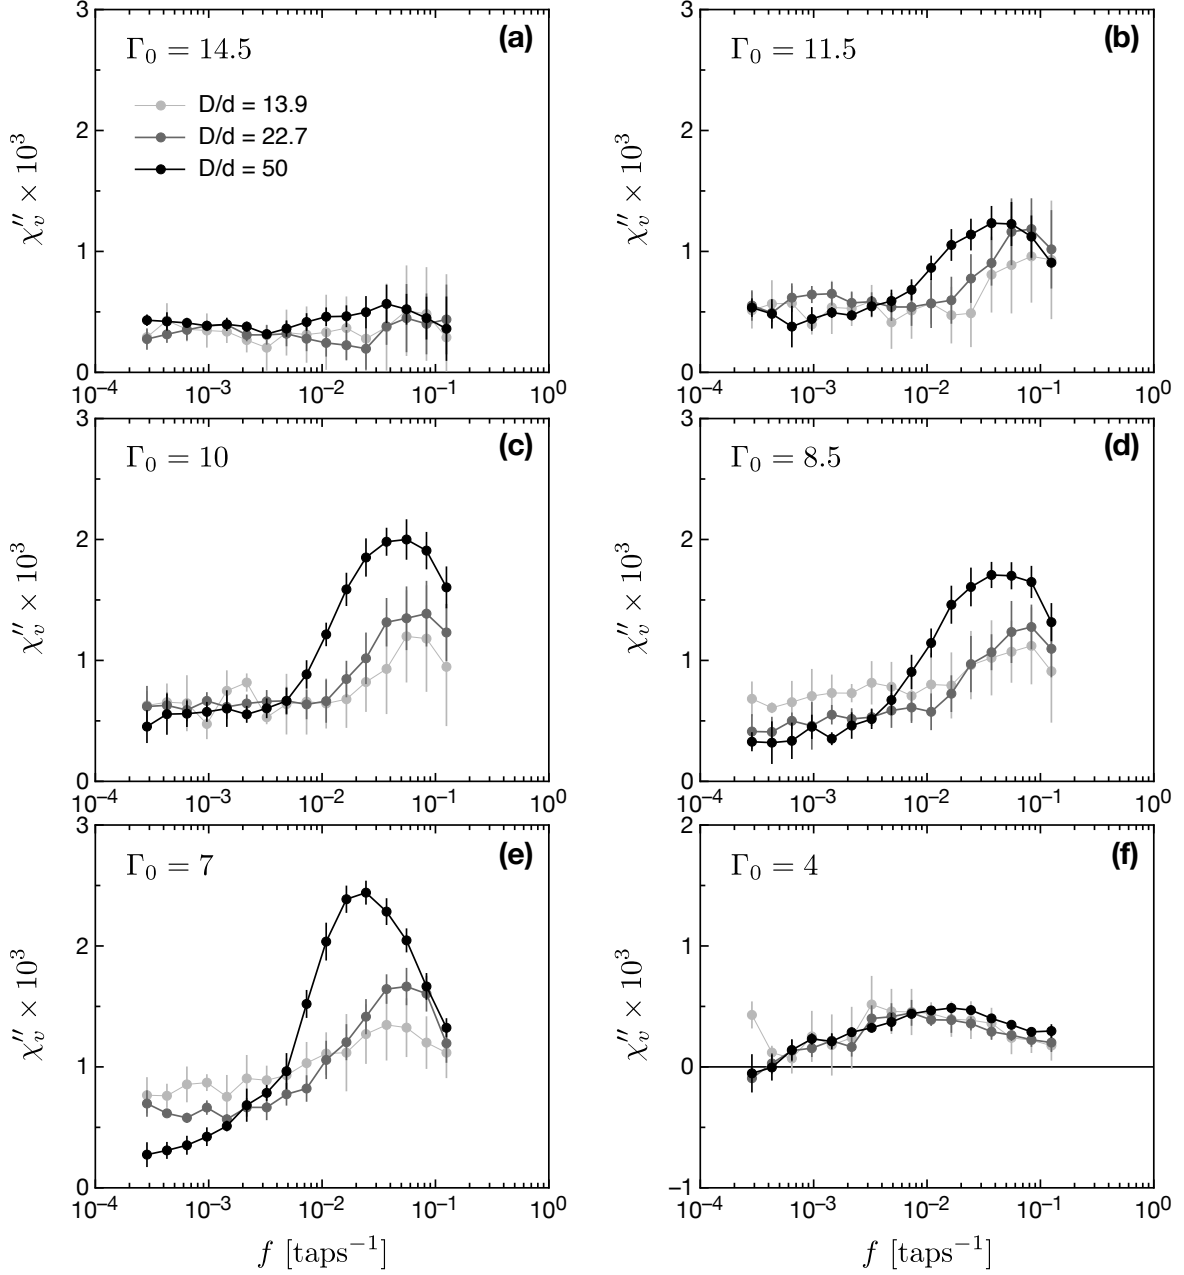 (a)
Γ₀ = 14.5
D/d = 13.9
D/d = 22.7
D/d = 50
χ″ᵥ × 10³
3
2
1
0
10⁻⁴ 10⁻³ 10⁻² 10⁻¹ 10⁰
(b)
Γ₀ = 11.5
χ″ᵥ × 10³
3
2
1
0
10⁻⁴ 10⁻³ 10⁻² 10⁻¹ 10⁰
(c)
Γ₀ = 10
χ″ᵥ × 10³
3
2
1
0
10⁻⁴ 10⁻³ 10⁻² 10⁻¹ 10⁰
(d)
Γ₀ = 8.5
χ″ᵥ × 10³
3
2
1
0
10⁻⁴ 10⁻³ 10⁻² 10⁻¹ 10⁰
(e)
Γ₀ = 7
χ″ᵥ × 10³
3
2
1
0
10⁻⁴ 10⁻³ 10⁻² 10⁻¹ 10⁰
f [taps⁻¹]
(f)
Γ₀ = 4
χ″ᵥ × 10³
2
1
0
−1
10⁻⁴ 10⁻³ 10⁻² 10⁻¹ 10⁰
f [taps⁻¹]